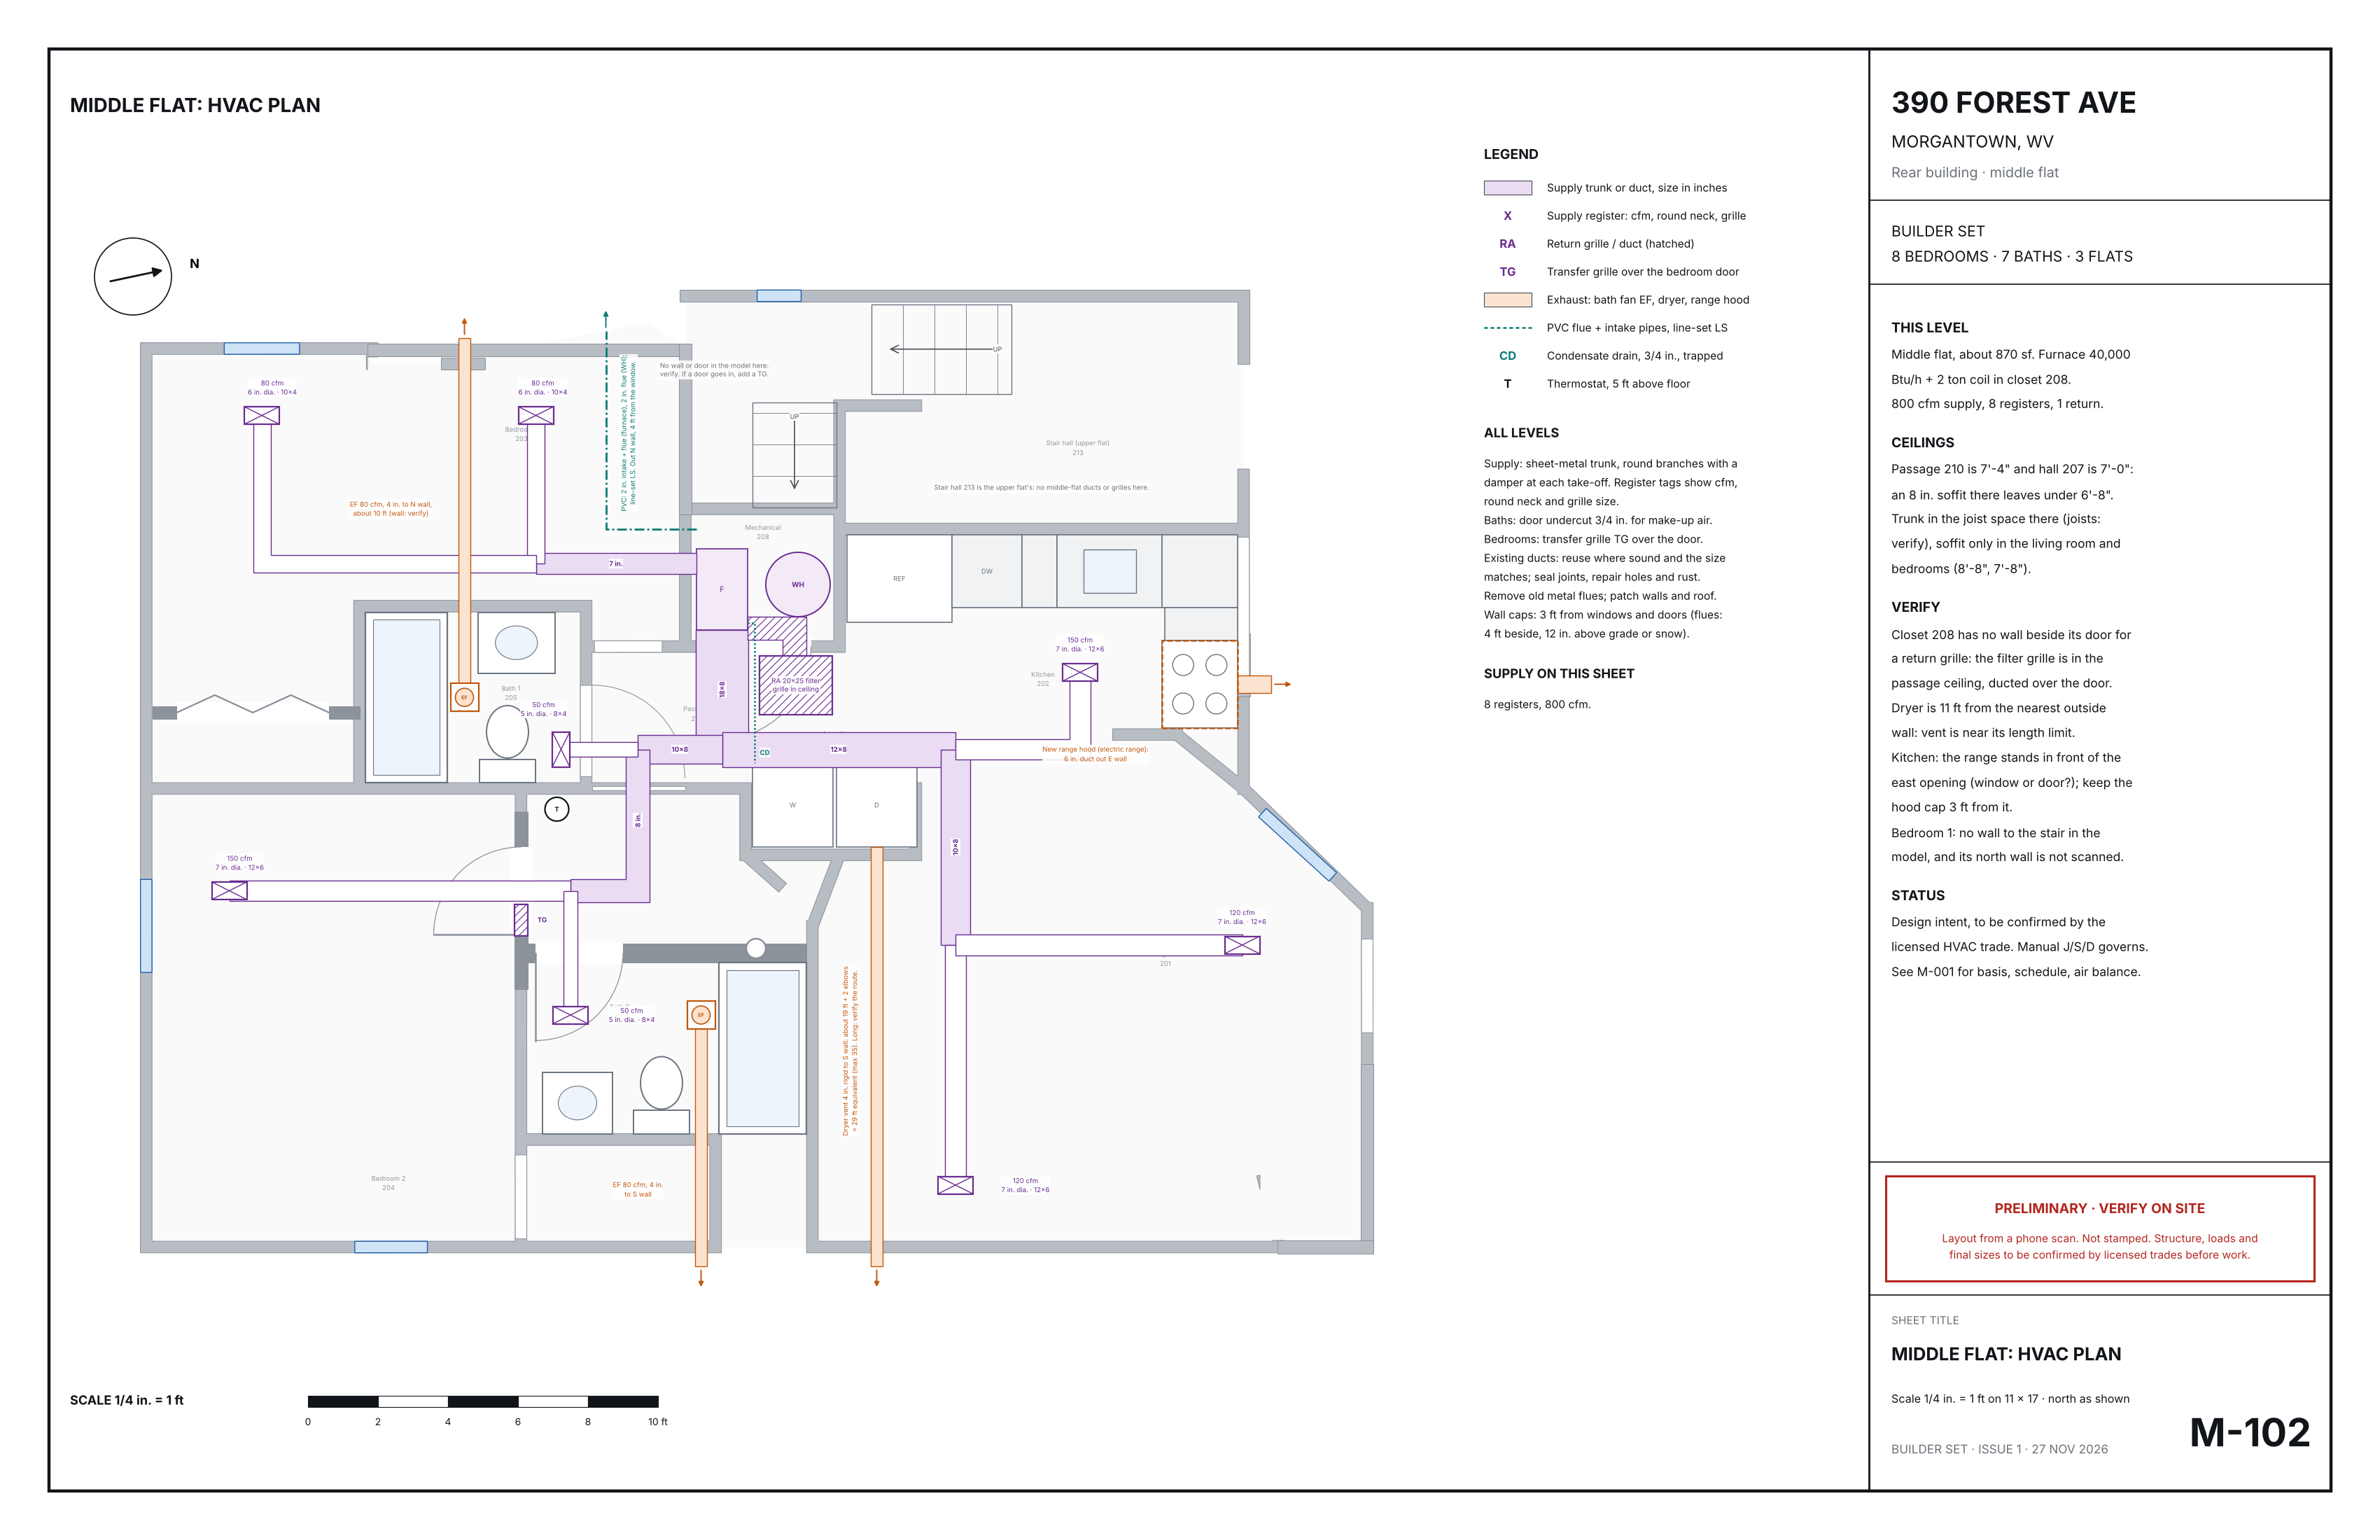 MIDDLE FLAT: HVAC PLAN
N
80 cfm
6 in. dia. · 10×4
80 cfm
6 in. dia. · 10×4
203
EF 80 cfm, 4 in. to N wall,
about 10 ft (wall: verify)
PVC: 2 in. intake + flue (furnace), 2 in. flue (WH);
line-set LS. Out N wall, 4 ft from the window.
No wall or door in the model here:
verify. If a door goes in, add a TG.
UP
UP
Stair hall (upper flat)
213
Stair hall 213 is the upper flat's: no middle-flat ducts or grilles here.
Mechanical
208
7 in.
F
WH
REF
DW
18×8
RA 20×25 filter
grille in ceiling
150 cfm
7 in. dia. · 12×6
Kitchen
202
EF
Bath 1
205
50 cfm
5 in. dia. · 8×4
10×8
CD
12×8
New range hood (electric range):
6 in. duct out E wall
T
8 in.
W
D
10×8
150 cfm
7 in. dia. · 12×6
TG
120 cfm
7 in. dia. · 12×6
201
50 cfm
5 in. dia. · 8×4
EF
Dryer vent 4 in. rigid to S wall: about 19 ft + 2 elbows
= 29 ft equivalent (max 35). Long: verify the route.
Bedroom 2
204
EF 80 cfm, 4 in.
to S wall
120 cfm
7 in. dia. · 12×6
SCALE 1/4 in. = 1 ft
0 2 4 6 8 10 ft
LEGEND
Supply trunk or duct, size in inches
X Supply register: cfm, round neck, grille
RA Return grille / duct (hatched)
TG Transfer grille over the bedroom door
Exhaust: bath fan EF, dryer, range hood
PVC flue + intake pipes, line-set LS
CD Condensate drain, 3/4 in., trapped
T Thermostat, 5 ft above floor
ALL LEVELS
Supply: sheet-metal trunk, round branches with a
damper at each take-off. Register tags show cfm,
round neck and grille size.
Baths: door undercut 3/4 in. for make-up air.
Bedrooms: transfer grille TG over the door.
Existing ducts: reuse where sound and the size
matches; seal joints, repair holes and rust.
Remove old metal flues; patch walls and roof.
Wall caps: 3 ft from windows and doors (flues:
4 ft beside, 12 in. above grade or snow).
SUPPLY ON THIS SHEET
8 registers, 800 cfm.
390 FOREST AVE
MORGANTOWN, WV
Rear building · middle flat
BUILDER SET
8 BEDROOMS · 7 BATHS · 3 FLATS
THIS LEVEL
Middle flat, about 870 sf. Furnace 40,000
Btu/h + 2 ton coil in closet 208.
800 cfm supply, 8 registers, 1 return.
CEILINGS
Passage 210 is 7'-4" and hall 207 is 7'-0":
an 8 in. soffit there leaves under 6'-8".
Trunk in the joist space there (joists:
verify), soffit only in the living room and
bedrooms (8'-8", 7'-8").
VERIFY
Closet 208 has no wall beside its door for
a return grille: the filter grille is in the
passage ceiling, ducted over the door.
Dryer is 11 ft from the nearest outside
wall: vent is near its length limit.
Kitchen: the range stands in front of the
east opening (window or door?); keep the
hood cap 3 ft from it.
Bedroom 1: no wall to the stair in the
model, and its north wall is not scanned.
STATUS
Design intent, to be confirmed by the
licensed HVAC trade. Manual J/S/D governs.
See M-001 for basis, schedule, air balance.
PRELIMINARY · VERIFY ON SITE
Layout from a phone scan. Not stamped. Structure, loads and
final sizes to be confirmed by licensed trades before work.
SHEET TITLE
MIDDLE FLAT: HVAC PLAN
Scale 1/4 in. = 1 ft on 11 × 17 · north as shown
BUILDER SET · ISSUE 1 · 27 NOV 2026
M-102